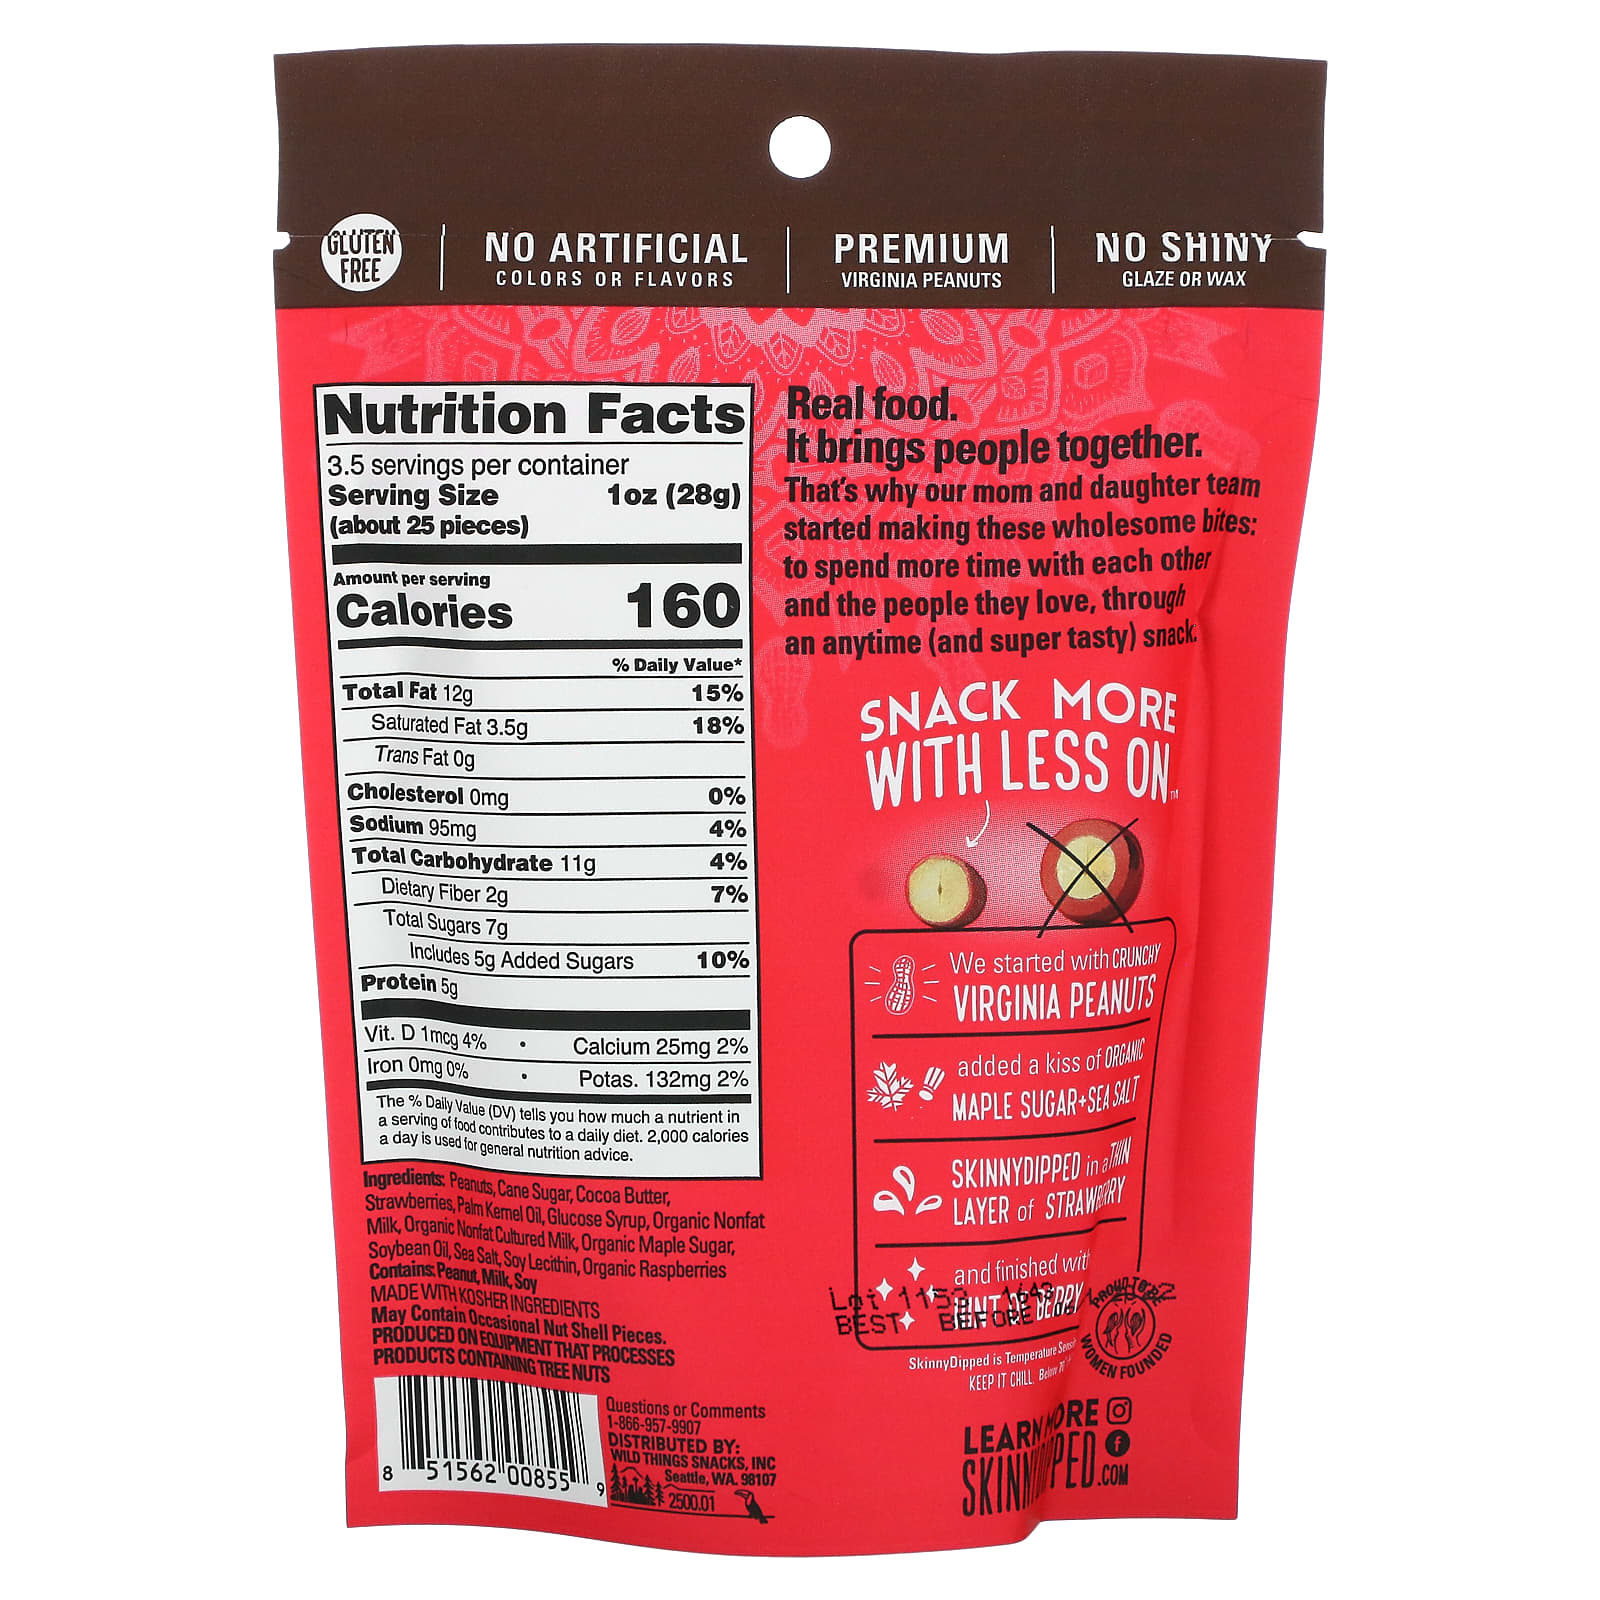 GLUTEN
FREE
NO ARTIFICIAL
COLORS OR FLAVORS
PREMIUM
VIRGINIA PEANUTS
NO SHINY
GLAZE OR WAX
Nutrition Facts
3.5 servings per container
Serving Size 1oz (28g)
(about 25 pieces)
Amount per serving
Calories 160
% Daily Value*
Total Fat 12g 15%
Saturated Fat 3.5g 18%
Trans Fat 0g
Cholesterol 0mg 0%
Sodium 95mg 4%
Total Carbohydrate 11g 4%
Dietary Fiber 2g 7%
Total Sugars 7g
Includes 5g Added Sugars 10%
Protein 5g
Vit. D 1mcg 4% • Calcium 25mg 2%
Iron 0mg 0% • Potas. 132mg 2%
The % Daily Value (DV) tells you how much a nutrient in
a serving of food contributes to a daily diet. 2,000 calories
a day is used for general nutrition advice.
Ingredients: Peanuts, Cane Sugar, Cocoa Butter,
Strawberries, Palm Kernel Oil, Glucose Syrup, Organic Nonfat
Milk, Organic Nonfat Cultured Milk, Organic Maple Sugar,
Soybean Oil, Sea Salt, Soy Lecithin, Organic Raspberries
Contains: Peanut, Milk, Soy
MADE WITH KOSHER INGREDIENTS
May Contain Occasional Nut Shell Pieces.
PRODUCED ON EQUIPMENT THAT PROCESSES
PRODUCTS CONTAINING TREE NUTS
8 51562 00855 9
Questions or Comments
1-866-957-9907
DISTRIBUTED BY:
WILD THINGS SNACKS, INC
Seattle, WA. 98107
2500.01
Real food.
It brings people together.
That's why our mom and daughter team
started making these wholesome bites:
to spend more time with each other
and the people they love, through
an anytime (and super tasty) snack.
SNACK MORE
WITH LESS ON™
We started with CRUNCHY
VIRGINIA PEANUTS
added a kiss of ORGANIC
MAPLE SUGAR+SEA SALT
SKINNYDIPPED in a THIN
LAYER of STRAWBERRY
and finished with
HINT OF BERRY
Lot
BEST BEFORE
PROUD TO BE
WOMEN FOUNDED
SkinnyDipped is Temperature
KEEP IT CHILL. Below
LEARN MORE
SKINNYDIPPED.COM